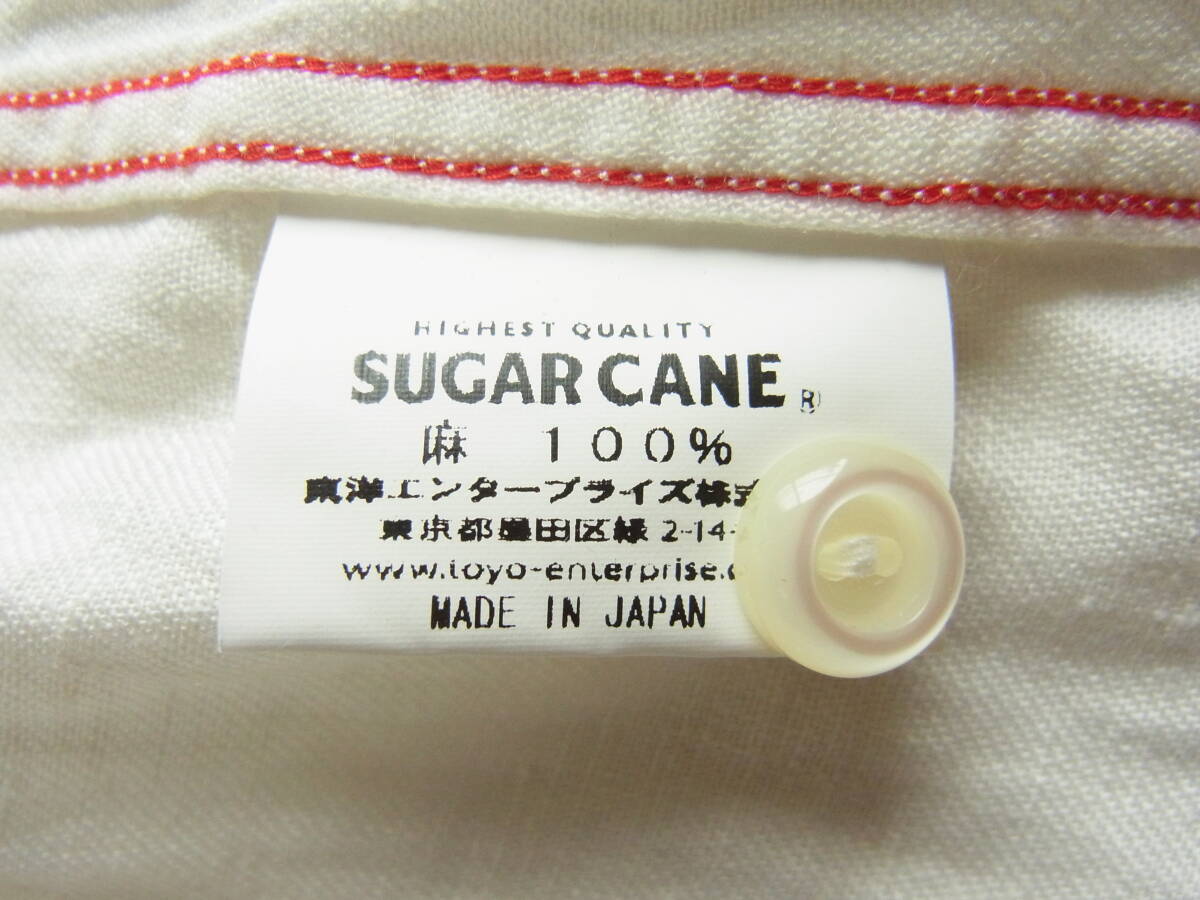 HIGHEST QUALITY
SUGAR CANE ®
麻 100%
東洋エンタープライズ株式
東京都墨田区緑 2-14-
www.toyo-enterprise.
MADE IN JAPAN